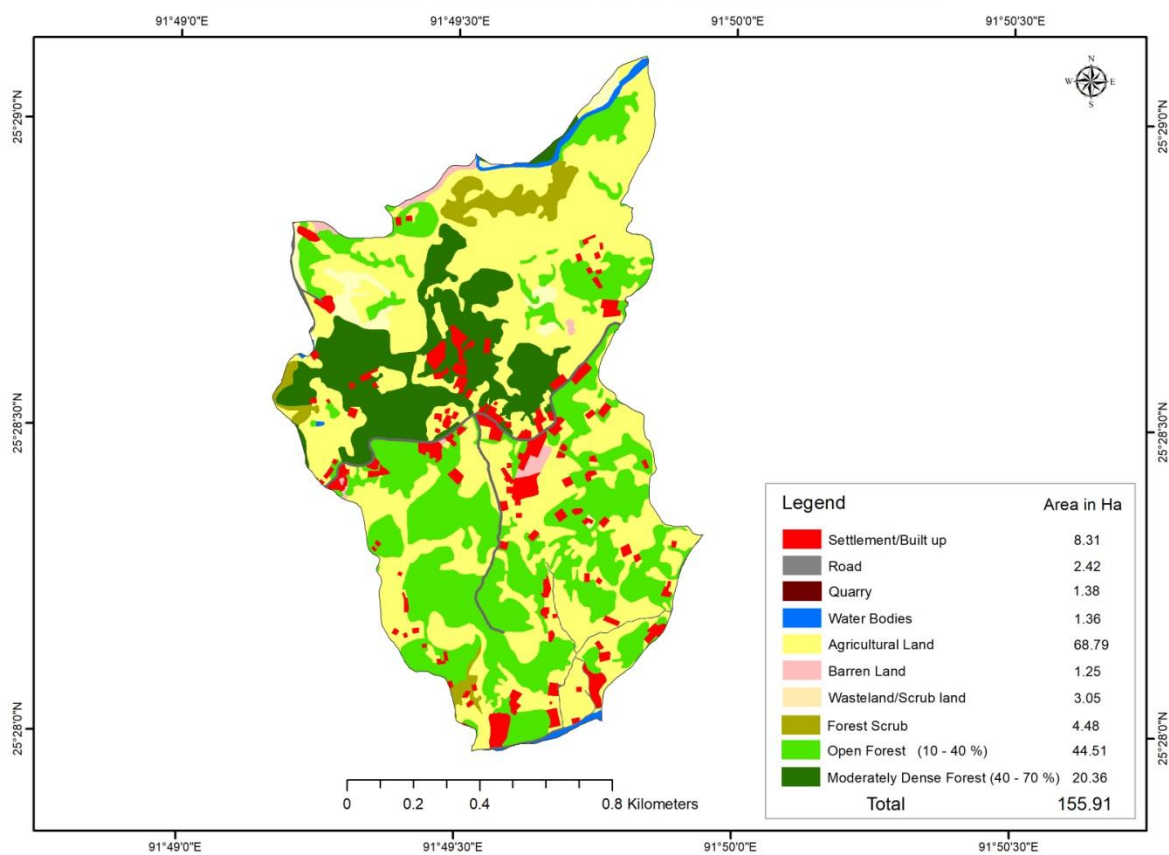 91°49'0"E 91°49'30"E 91°50'0"E 91°50'30"E
N
W E
S
25°29'0"N 25°29'0"N
25°28'30"N 25°28'30"N
25°28'0"N 25°28'0"N
Legend Area in Ha
Settlement/Built up 8.31
Road 2.42
Quarry 1.38
Water Bodies 1.36
Agricultural Land 68.79
Barren Land 1.25
Wasteland/Scrub land 3.05
Forest Scrub 4.48
Open Forest (10 - 40 %) 44.51
Moderately Dense Forest (40 - 70 %) 20.36
Total 155.91
0 0.2 0.4 0.8 Kilometers
91°49'0"E 91°49'30"E 91°50'0"E 91°50'30"E